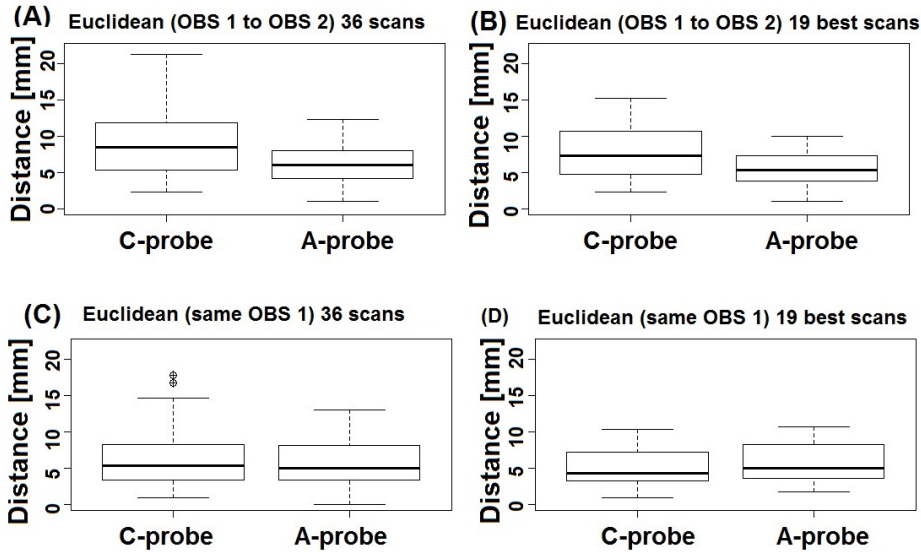 (A) Euclidean (OBS 1 to OBS 2) 36 scans
Distance [mm]
20
15
10
5
0
C-probe A-probe
(B) Euclidean (OBS 1 to OBS 2) 19 best scans
Distance [mm]
20
15
10
5
0
C-probe A-probe
(C) Euclidean (same OBS 1) 36 scans
Distance [mm]
20
15
10
5
0
C-probe A-probe
(D) Euclidean (same OBS 1) 19 best scans
Distance [mm]
20
15
10
5
0
C-probe A-probe